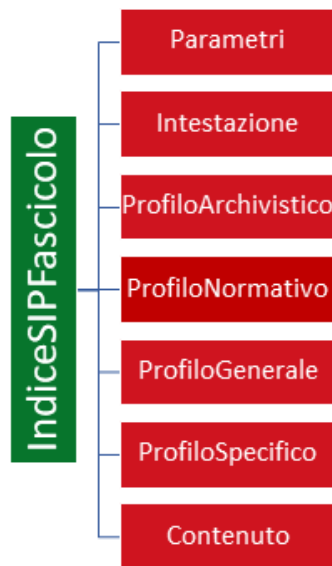 IndiceSIPFascicolo
Parametri
Intestazione
ProfiloArchivistico
ProfiloNormativo
ProfiloGenerale
ProfiloSpecifico
Contenuto